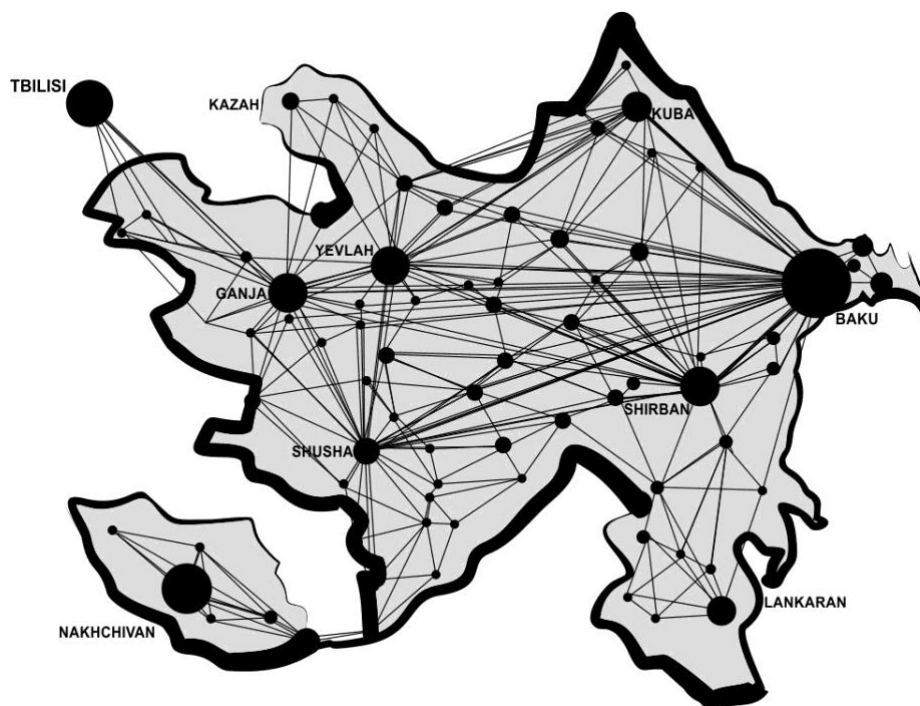 TBILISI
KAZAH
KUBA
YEVLAH
GANJA
BAKU
SHIRBAN
SHUSHA
LANKARAN
NAKHCHIVAN